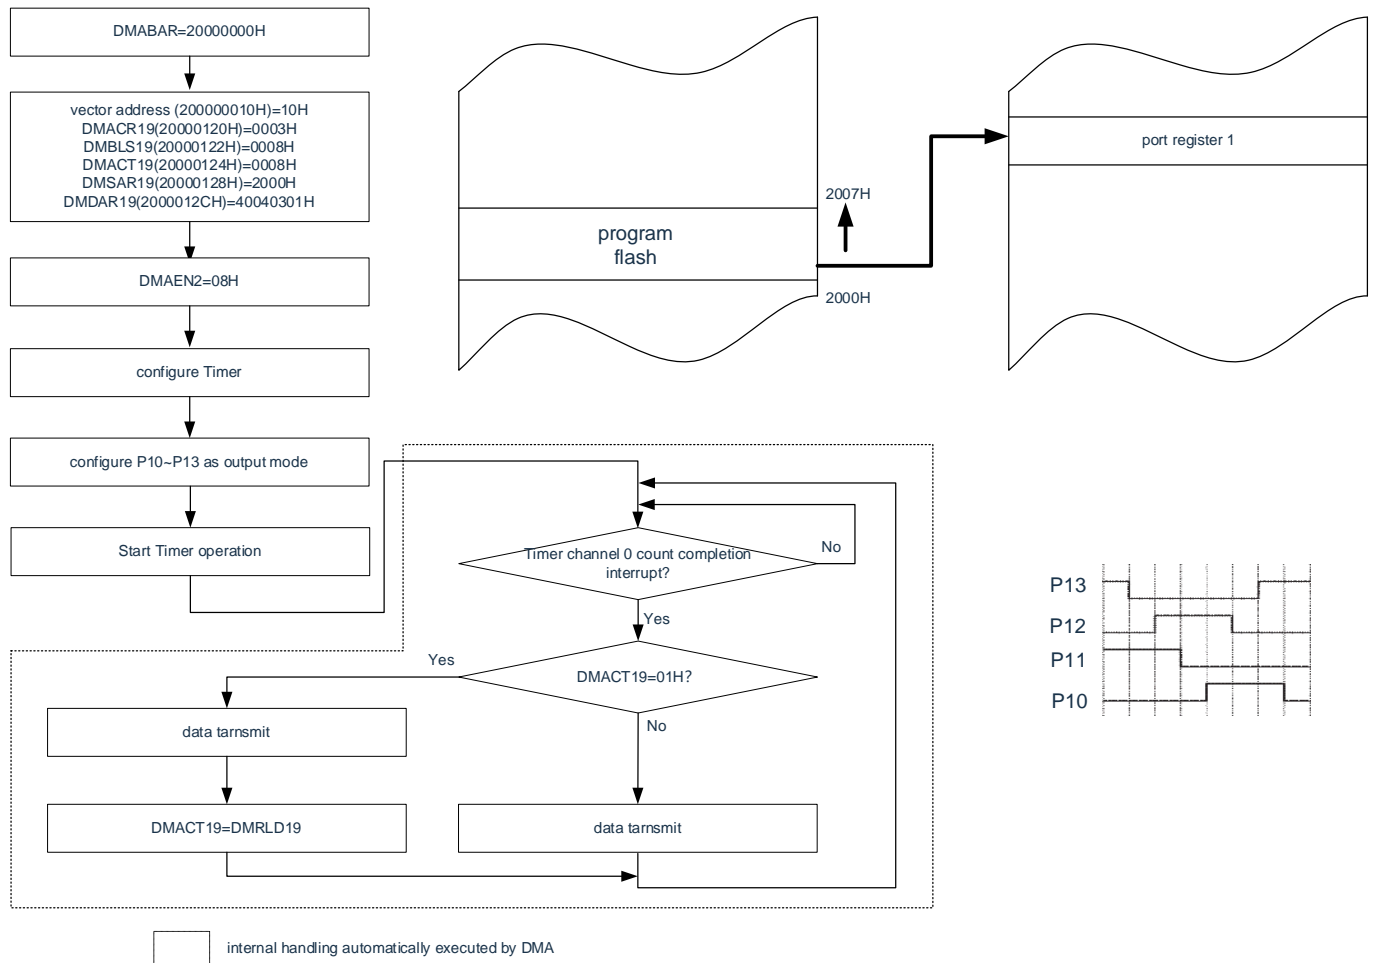 DMABAR=20000000H
vector address (200000010H)=10H
DMACR19(20000120H)=0003H
DMBLS19(20000122H)=0008H
DMACT19(20000124H)=0008H
DMSAR19(20000128H)=2000H
DMDAR19(2000012CH)=40040301H
DMAEN2=08H
configure Timer
configure P10~P13 as output mode
Start Timer operation
program
flash
2007H
2000H
port register 1
Timer channel 0 count completion
interrupt?
No
Yes
DMACT19=01H?
Yes
No
data tarnsmit
DMACT19=DMRLD19
data tarnsmit
P13
P12
P11
P10
internal handling automatically executed by DMA